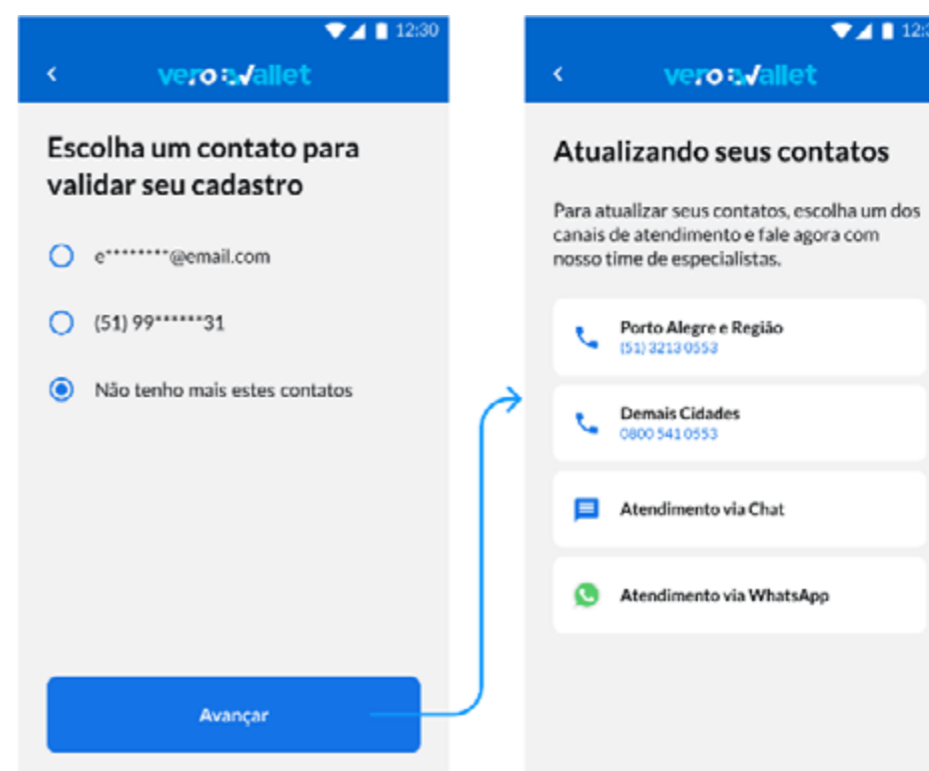 12:30
vero wallet
Escolha um contato para
validar seu cadastro
e********@email.com
(51) 99******31
Não tenho mais estes contatos
Avançar
vero wallet
Atualizando seus contatos
Para atualizar seus contatos, escolha um dos
canais de atendimento e fale agora com
nosso time de especialistas.
Porto Alegre e Região
(51) 3213 0553
Demais Cidades
0800 541 0553
Atendimento via Chat
Atendimento via WhatsApp